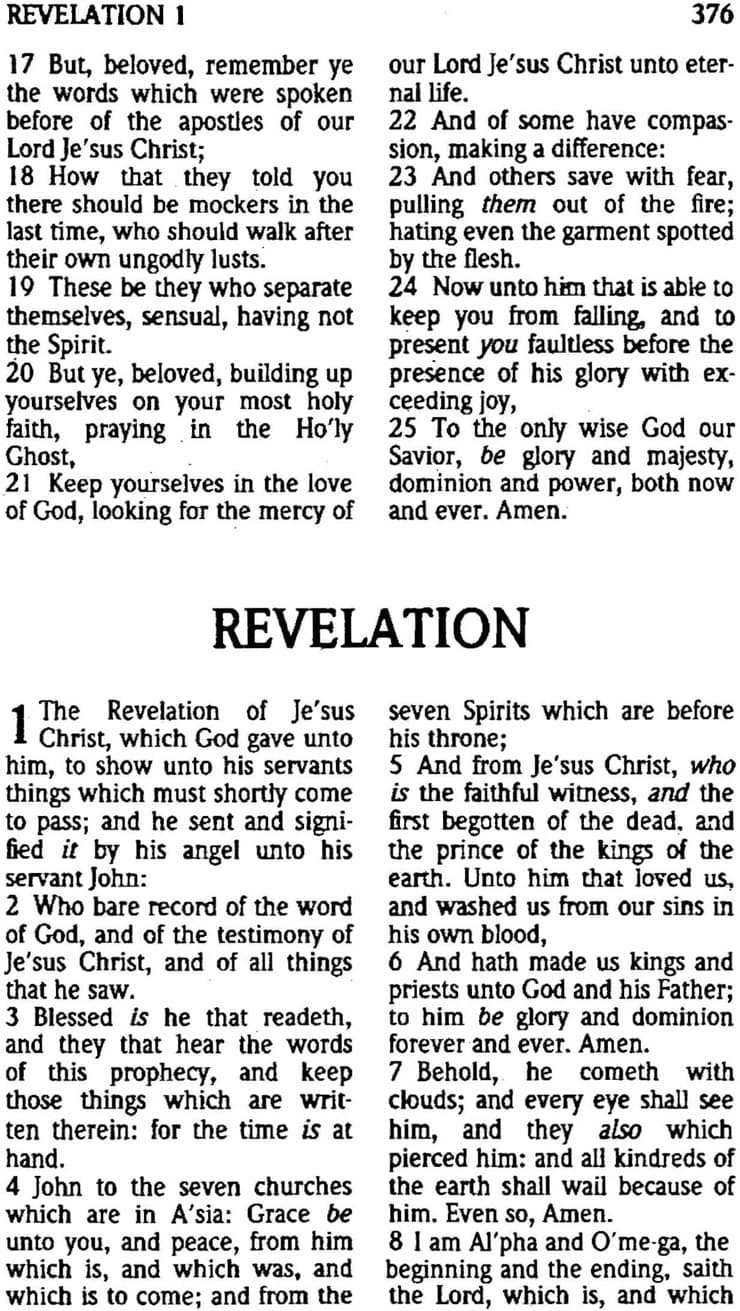 REVELATION 1
376
17 But, beloved, remember ye
the words which were spoken
before of the apostles of our
Lord Je′sus Christ;
18 How that they told you
there should be mockers in the
last time, who should walk after
their own ungodly lusts.
19 These be they who separate
themselves, sensual, having not
the Spirit.
20 But ye, beloved, building up
yourselves on your most holy
faith, praying in the Ho′ly
Ghost,
21 Keep yourselves in the love
of God, looking for the mercy of
our Lord Je′sus Christ unto eter-
nal life.
22 And of some have compas-
sion, making a difference:
23 And others save with fear,
pulling them out of the fire;
hating even the garment spotted
by the flesh.
24 Now unto him that is able to
keep you from falling, and to
present you faultless before the
presence of his glory with ex-
ceeding joy,
25 To the only wise God our
Savior, be glory and majesty,
dominion and power, both now
and ever. Amen.
REVELATION
1 The Revelation of Je′sus
Christ, which God gave unto
him, to show unto his servants
things which must shortly come
to pass; and he sent and signi-
fied it by his angel unto his
servant John:
2 Who bare record of the word
of God, and of the testimony of
Je′sus Christ, and of all things
that he saw.
3 Blessed is he that readeth,
and they that hear the words
of this prophecy, and keep
those things which are writ-
ten therein: for the time is at
hand.
4 John to the seven churches
which are in A′sia: Grace be
unto you, and peace, from him
which is, and which was, and
which is to come; and from the
seven Spirits which are before
his throne;
5 And from Je′sus Christ, who
is the faithful witness, and the
first begotten of the dead, and
the prince of the kings of the
earth. Unto him that loved us,
and washed us from our sins in
his own blood,
6 And hath made us kings and
priests unto God and his Father;
to him be glory and dominion
forever and ever. Amen.
7 Behold, he cometh with
clouds; and every eye shall see
him, and they also which
pierced him: and all kindreds of
the earth shall wail because of
him. Even so, Amen.
8 I am Al′pha and O′me-ga, the
beginning and the ending, saith
the Lord, which is, and which